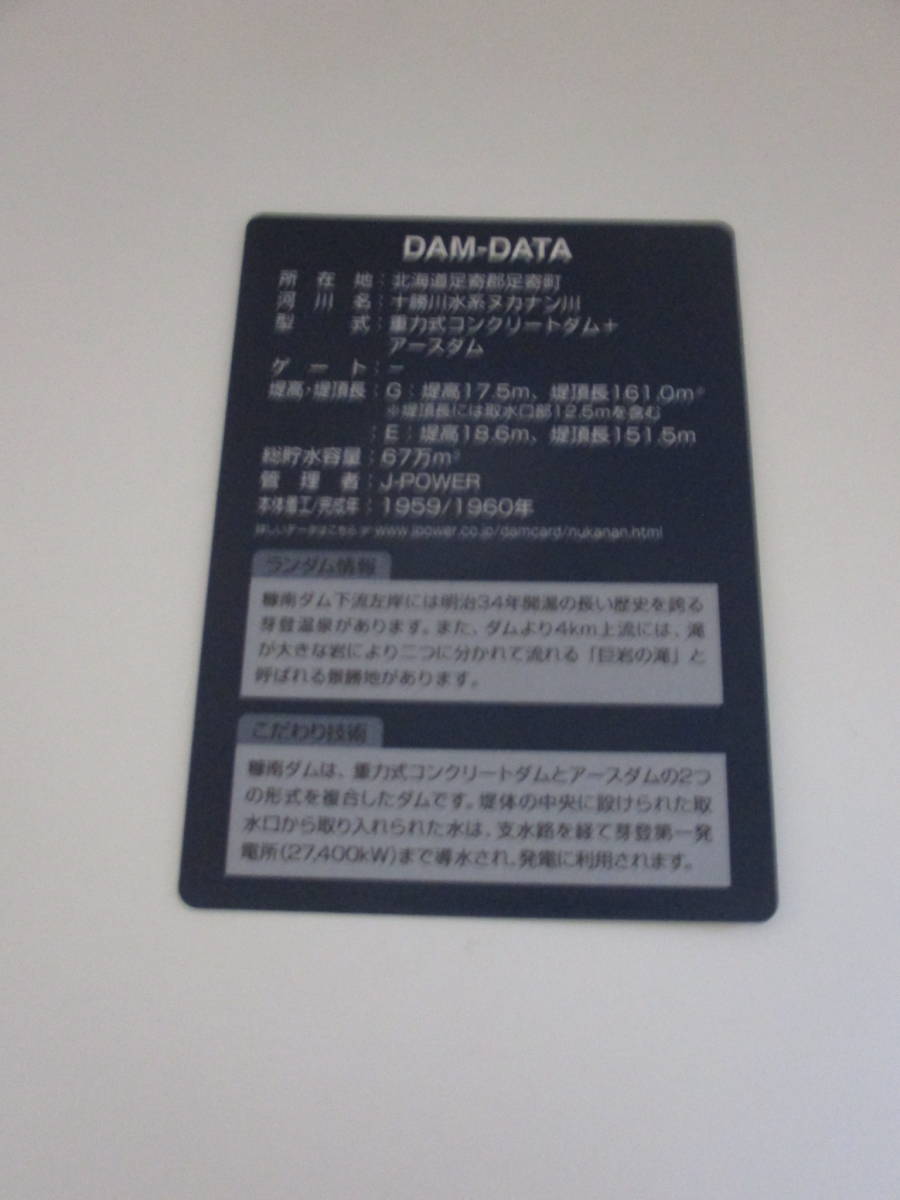 DAM-DATA
所在地：北海道足寄郡足寄町
河川名：十勝川水系ヌカナン川
型式：重力式コンクリートダム＋
アースダム
ゲート：－
堤高・堤頂長：G：堤高17.5m、堤頂長161.0m※
※堤頂長には取水口部12.5mを含む
：E：堤高18.6m、堤頂長151.5m
総貯水容量：67万m³
管理者：J-POWER
本体着工/完成年：1959/1960年
詳しいデータはこちら☞www.jpower.co.jp/damcard/nukanan.html
ランダム情報
糠南ダム下流左岸には明治34年開湯の長い歴史を誇る
芽登温泉があります。また、ダムより4km上流には、滝
が大きな岩により二つに分かれて流れる「巨岩の滝」と
呼ばれる景勝地があります。
こだわり技術
糠南ダムは、重力式コンクリートダムとアースダムの2つ
の形式を複合したダムです。堤体の中央に設けられた取
水口から取り入れられた水は、支水路を経て芽登第一発
電所(27,400kW)まで導水され、発電に利用されます。